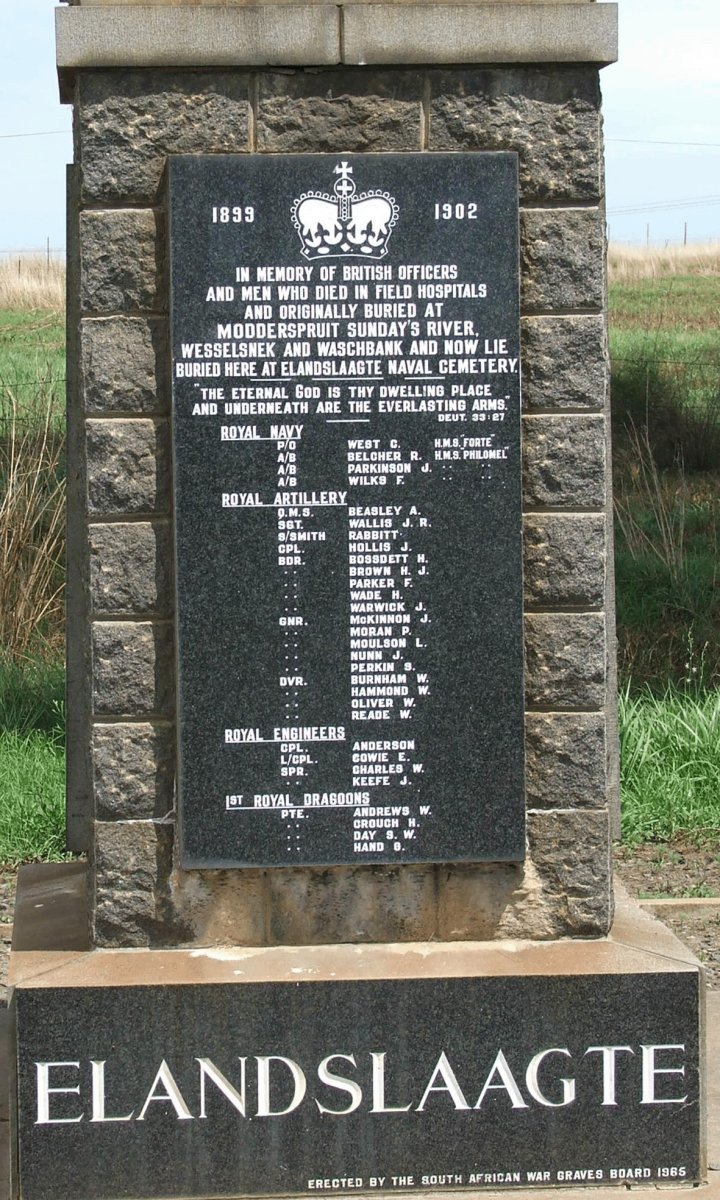 1899 1902
IN MEMORY OF BRITISH OFFICERS
AND MEN WHO DIED IN FIELD HOSPITALS
AND ORIGINALLY BURIED AT
MODDERSPRUIT SUNDAY'S RIVER,
WESSELSNEK AND WASCHBANK AND NOW LIE
BURIED HERE AT ELANDSLAAGTE NAVAL CEMETERY.
"THE ETERNAL GOD IS THY DWELLING PLACE
AND UNDERNEATH ARE THE EVERLASTING ARMS."
DEUT. 33:27
ROYAL NAVY
P/O WEST C. H.M.S. FORTE"
A/B BELCHER R. H.M.S. PHILOMEL"
A/B PARKINSON J. .. ..
A/B WILKS F. .. ..
ROYAL ARTILLERY
Q.M.S. BEASLEY A.
SGT. WALLIS J. R.
S/SMITH RABBITT
CPL. HOLLIS J.
BDR. BOSSDETT H.
.. BROWN H. J.
.. PARKER F.
.. WADE H.
.. WARWICK J.
GNR. McKINNON J.
.. MORAN P.
.. MOULSON L.
.. NUNN J.
.. PERKIN S.
DVR. BURNHAM W.
.. HAMMOND W.
.. OLIVER W.
.. READE W.
ROYAL ENGINEERS
CPL. ANDERSON
L/CPL. COWIE E.
SPR. CHARLES W.
.. KEEFE J.
1ST ROYAL DRAGOONS
PTE. ANDREWS W.
.. CROUCH H.
.. DAY S. W.
.. HAND G.
ELANDSLAAGTE
ERECTED BY THE SOUTH AFRICAN WAR GRAVES BOARD 1965